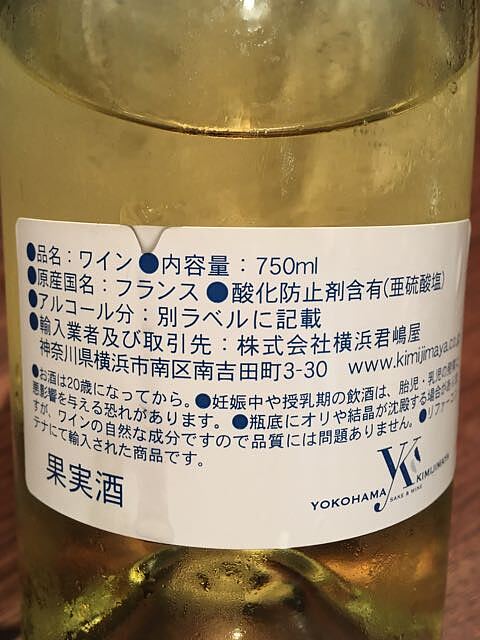 ●品名：ワイン●内容量：750ml
●原産国名：フランス ●酸化防止剤含有(亜硫酸塩)
●アルコール分：別ラベルに記載
●輸入業者及び取引先：株式会社横浜君嶋屋
神奈川県横浜市南区南吉田町3-30 www.kimijimaya.co
●お酒は20歳になってから。●妊娠中や授乳期の飲酒は、胎児・乳児の
悪影響を与える恐れがあります。●瓶底にオリや結晶が沈殿する場合が
すが、ワインの自然な成分ですので品質には問題ありません。●リファーコン
テナにて輸入された商品です。
果実酒
YK
YOKOHAMA KIMIJIMAYA
SAKE & WINE